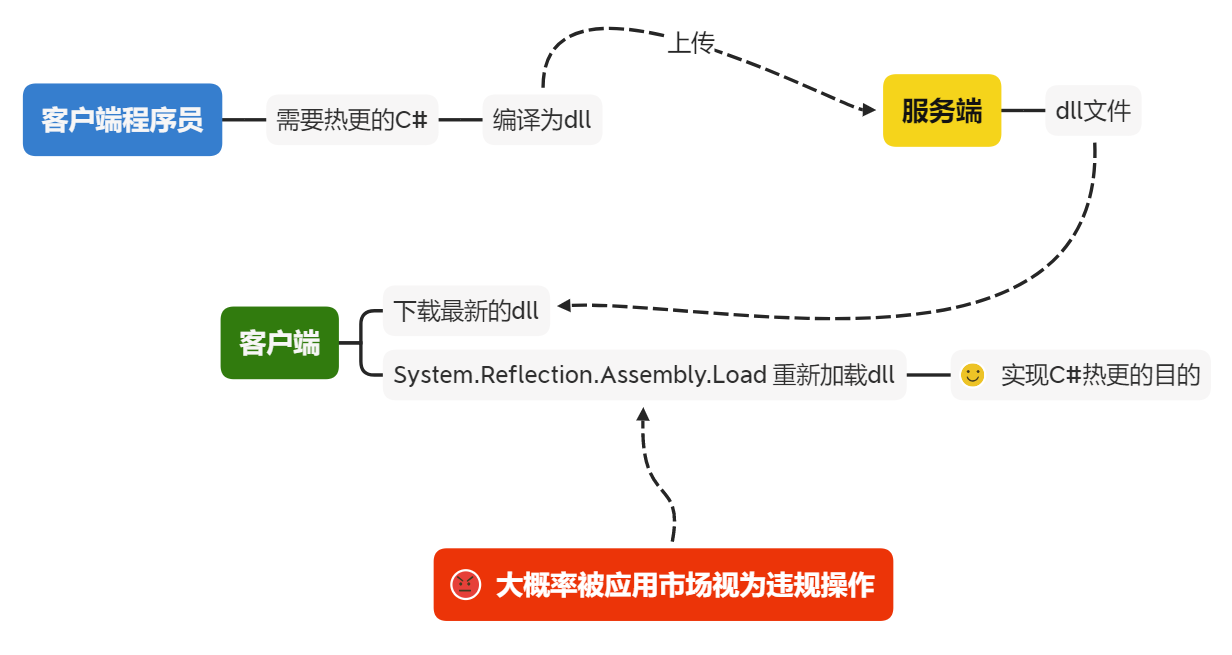 客户端程序员
需要热更的C#
编译为dll
上传
服务端
dll文件
客户端
下载最新的dll
System.Reflection.Assembly.Load 重新加载dll
实现C#热更的目的
大概率被应用市场视为违规操作